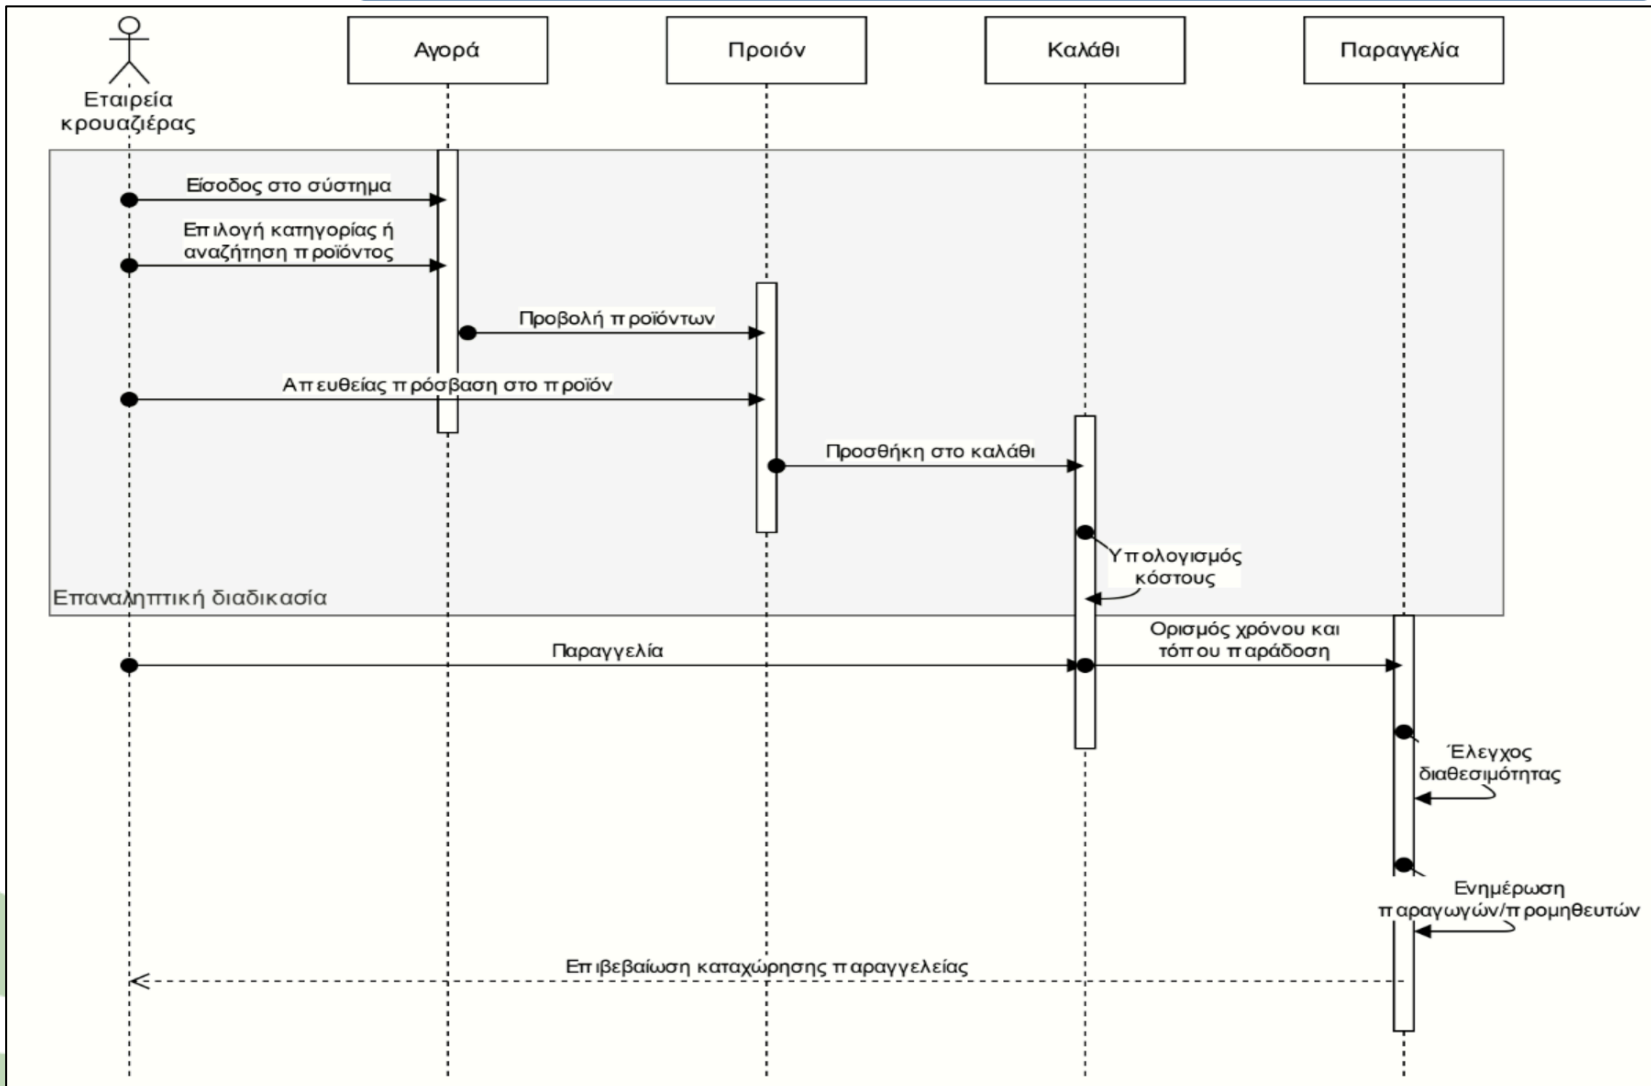 Εταιρεία
κρουαζιέρας
Αγορά
Προιόν
Καλάθι
Παραγγελία
Είσοδος στο σύστημα
Επιλογή κατηγορίας ή
αναζήτηση προϊόντος
Προβολή προϊόντων
Απευθείας πρόσβαση στο προϊόν
Προσθήκη στο καλάθι
Υπολογισμός
κόστους
Επαναληπτική διαδικασία
Παραγγελία
Ορισμός χρόνου και
τόπου παράδοση
Έλεγχος
διαθεσιμότητας
Ενημέρωση
παραγωγών/προμηθευτών
Επιβεβαίωση καταχώρησης παραγγελείας